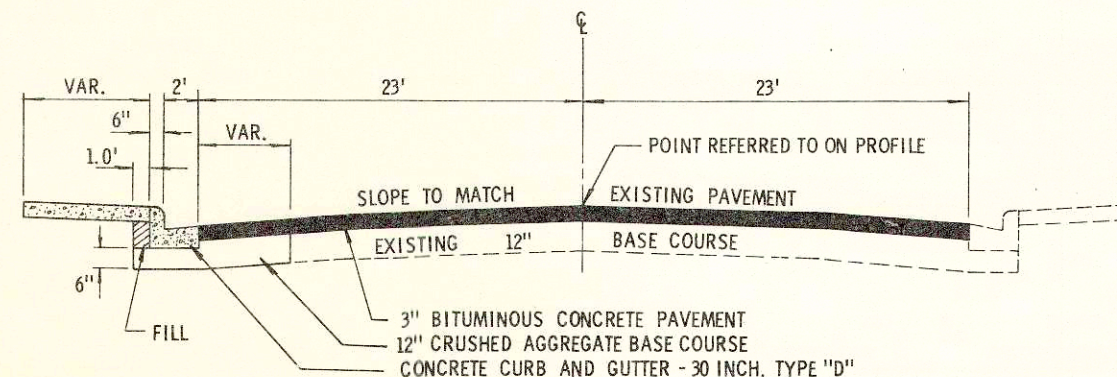 ℄
VAR.
2'
23'
23'
6"
VAR.
1.0'
POINT REFERRED TO ON PROFILE
SLOPE TO MATCH
EXISTING PAVEMENT
EXISTING 12"
BASE COURSE
6"
FILL
3" BITUMINOUS CONCRETE PAVEMENT
12" CRUSHED AGGREGATE BASE COURSE
CONCRETE CURB AND GUTTER - 30 INCH, TYPE "D"